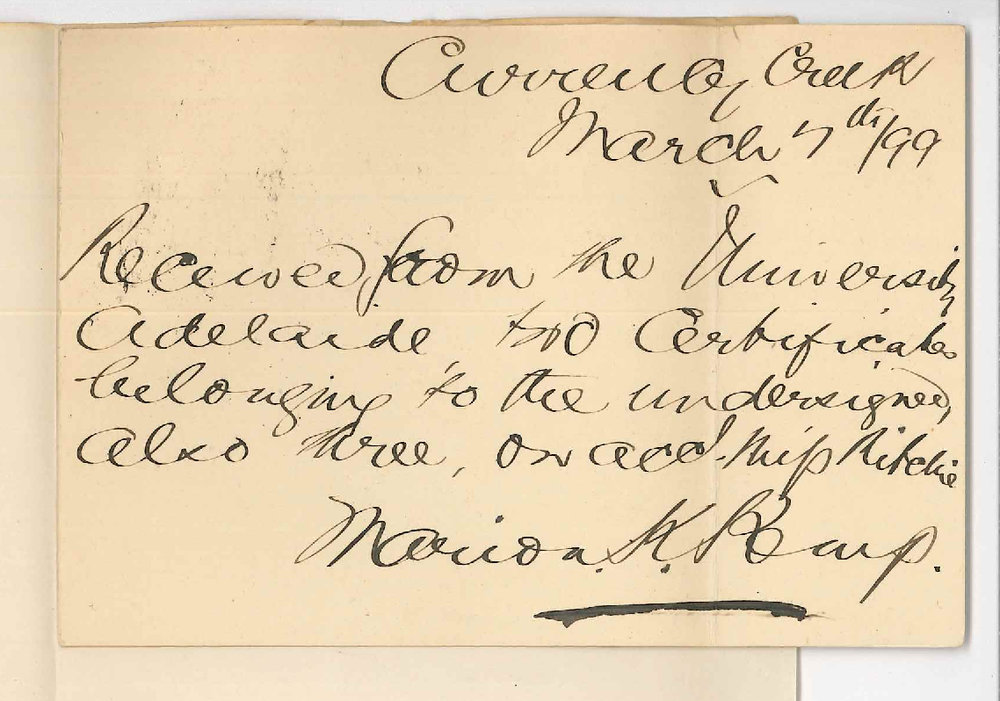 Currency Creek
March 7th/99
Received from the University
Adelaide, two Certificates
belonging to the undersigned,
also three, on acct. Miss Ritchie
Marion. K. Kemp.